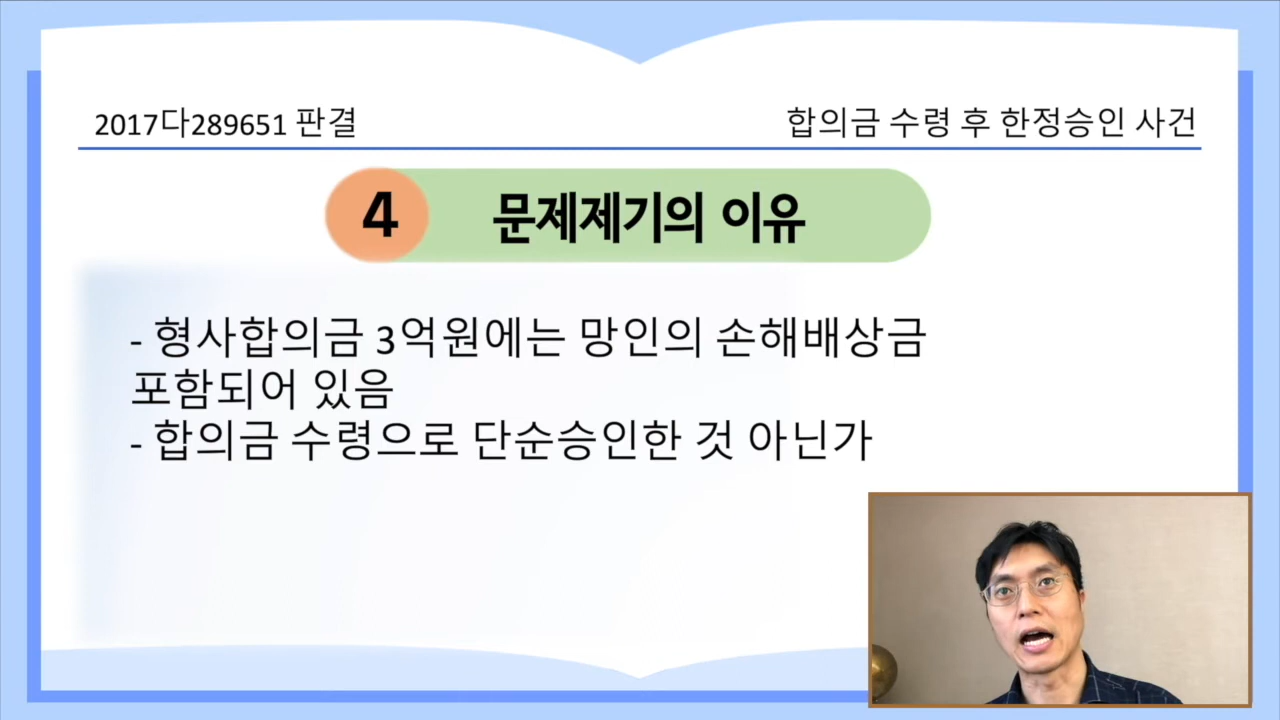 2017다289651 판결
합의금 수령 후 한정승인 사건
4
문제제기의 이유
- 형사합의금 3억원에는 망인의 손해배상금
포함되어 있음
- 합의금 수령으로 단순승인한 것 아닌가